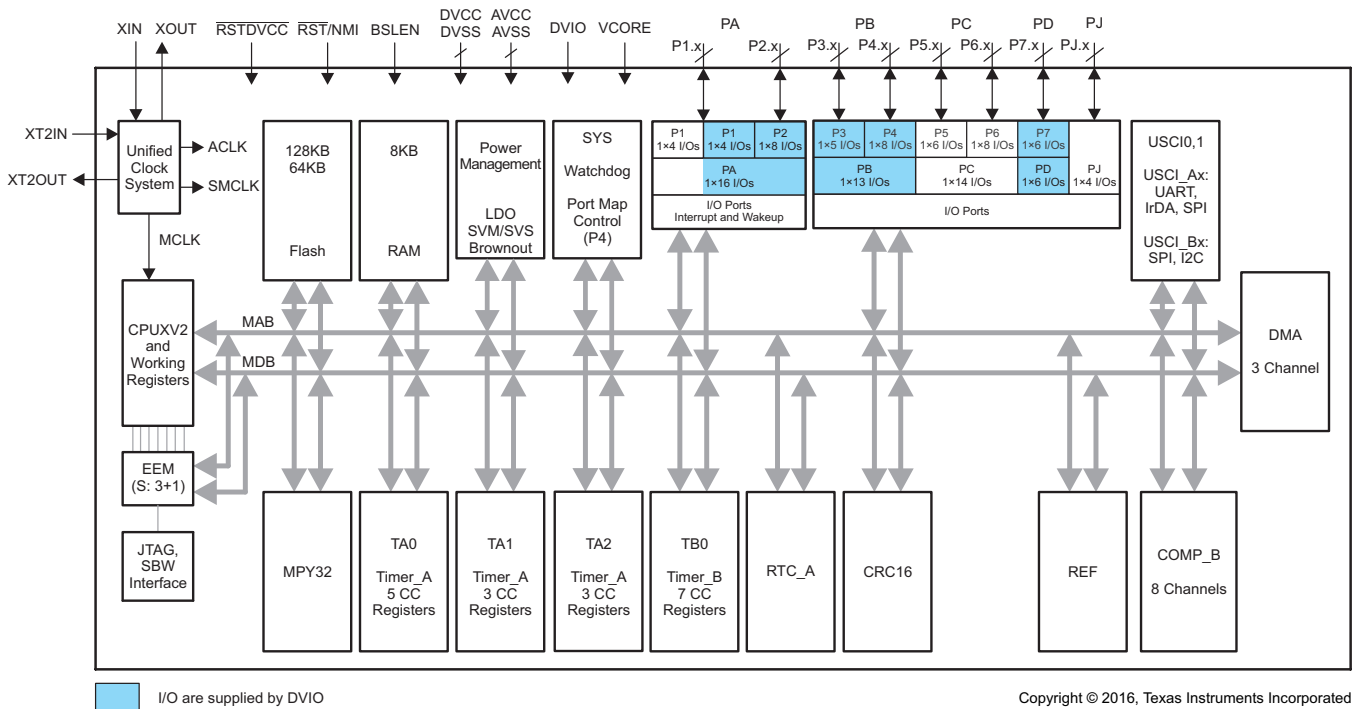 XIN
XOUT
RSTDVCC
RST/NMI
BSLEN
DVCC
DVSS
AVCC
AVSS
DVIO
VCORE
PA
P1.x
P2.x
PB
P3.x
P4.x
PC
P5.x
P6.x
PD
P7.x
PJ
PJ.x
XT2IN
XT2OUT
Unified
Clock
System
ACLK
SMCLK
MCLK
128KB
64KB
Flash
8KB
RAM
Power
Management
LDO
SVM/SVS
Brownout
SYS
Watchdog
Port Map
Control
(P4)
P1
1×4 I/Os
P1
1×4 I/Os
P2
1×8 I/Os
PA
1×16 I/Os
I/O Ports
Interrupt and Wakeup
P3
1×5 I/Os
P4
1×8 I/Os
P5
1×6 I/Os
P6
1×8 I/Os
P7
1×6 I/Os
PB
1×13 I/Os
PC
1×14 I/Os
PD
1×6 I/Os
PJ
1×4 I/Os
I/O Ports
USCI0,1
USCI_Ax:
UART,
IrDA, SPI
USCI_Bx:
SPI, I2C
CPUXV2
and
Working
Registers
MAB
MDB
DMA
3 Channel
EEM
(S: 3+1)
JTAG,
SBW
Interface
MPY32
TA0
Timer_A
5 CC
Registers
TA1
Timer_A
3 CC
Registers
TA2
Timer_A
3 CC
Registers
TB0
Timer_B
7 CC
Registers
RTC_A
CRC16
REF
COMP_B
8 Channels
I/O are supplied by DVIO
Copyright © 2016, Texas Instruments Incorporated